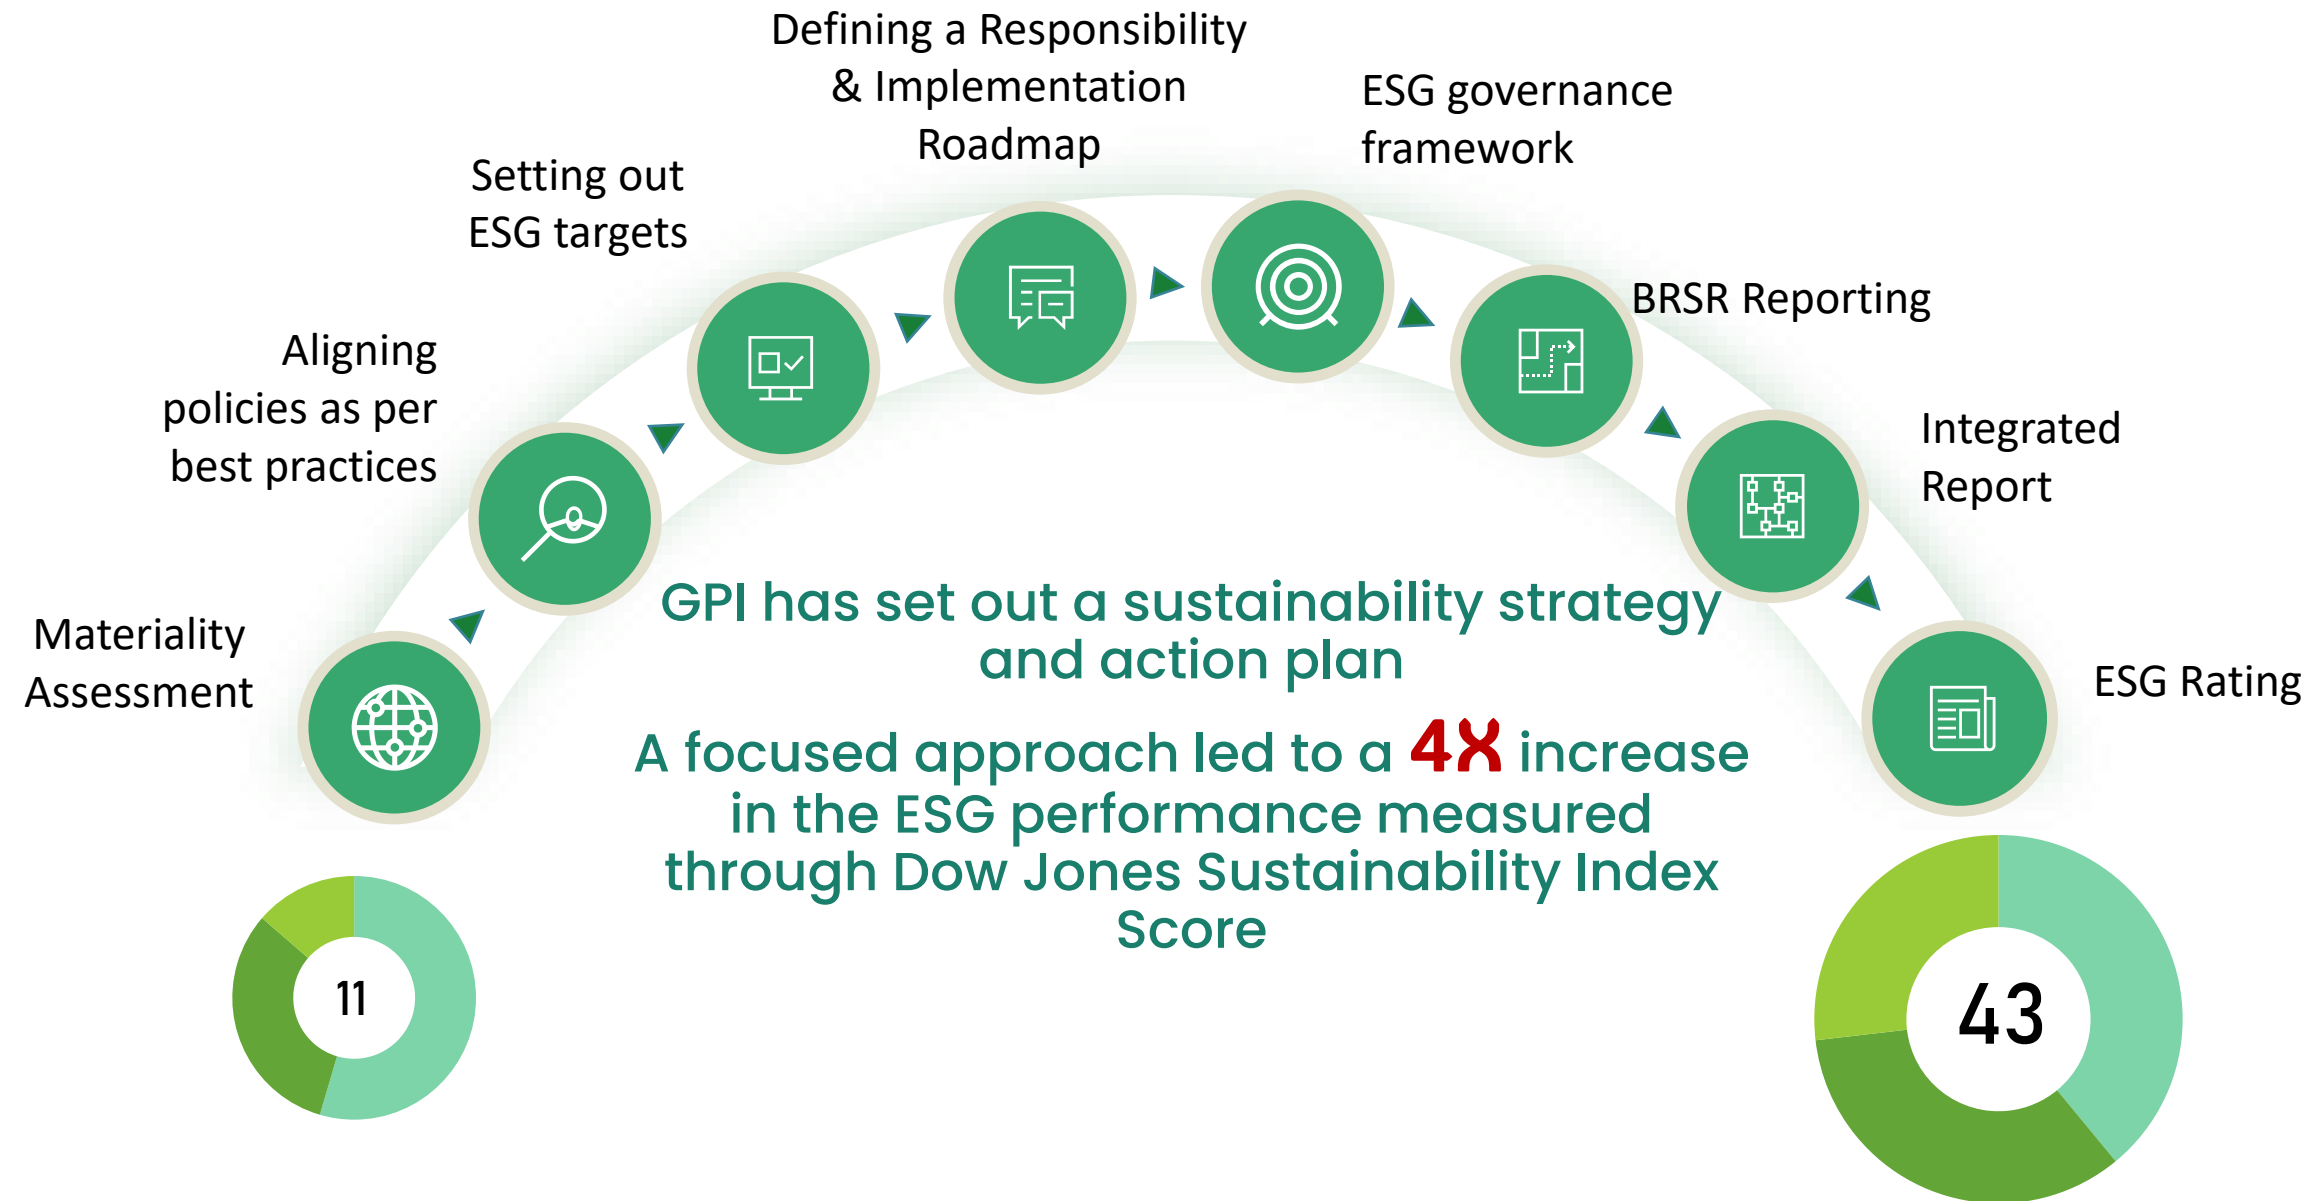 Defining a Responsibility
& Implementation
Roadmap
ESG governance
framework
Setting out
ESG targets
BRSR Reporting
Aligning
policies as per
best practices
Integrated
Report
Materiality
Assessment
ESG Rating
GPI has set out a sustainability strategy
and action plan
A focused approach led to a 4X increase
in the ESG performance measured
through Dow Jones Sustainability Index
Score
11
43